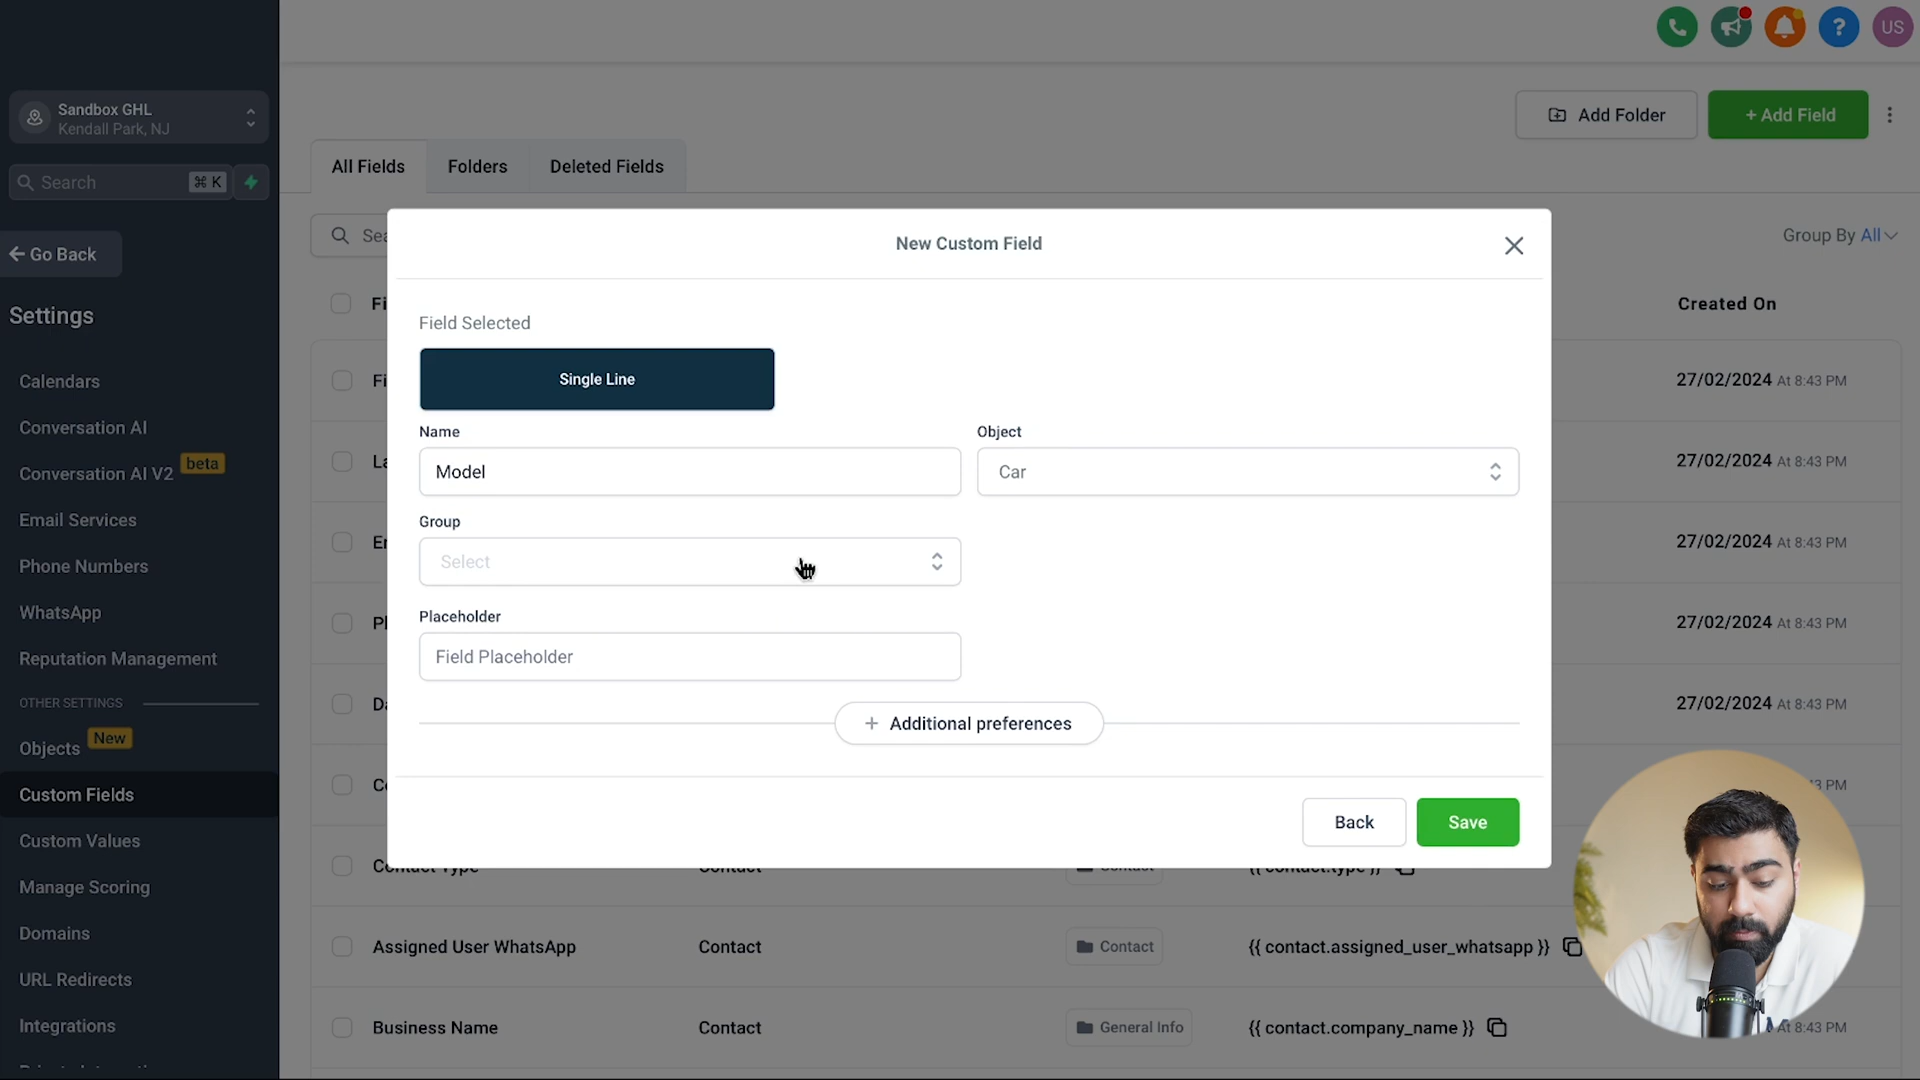 US
Sandbox GHL
Kendall Park, NJ
Search
⌘ K
Go Back
Settings
Calendars
Conversation AI
Conversation AI V2 beta
Email Services
Phone Numbers
WhatsApp
Reputation Management
OTHER SETTINGS
Objects New
Custom Fields
Custom Values
Manage Scoring
Domains
URL Redirects
Integrations
Add Folder
+ Add Field
All Fields
Folders
Deleted Fields
Group By All
Created On
27/02/2024 At 8:43 PM
27/02/2024 At 8:43 PM
27/02/2024 At 8:43 PM
27/02/2024 At 8:43 PM
27/02/2024 At 8:43 PM
New Custom Field
Field Selected
Single Line
Name
Object
Model
Car
Group
Select
Placeholder
Field Placeholder
+ Additional preferences
Back
Save
Contact Type Contact Contact {{ contact.type }}
Assigned User WhatsApp Contact Contact {{ contact.assigned_user_whatsapp }}
Business Name Contact General Info {{ contact.company_name }} At 8:43 PM